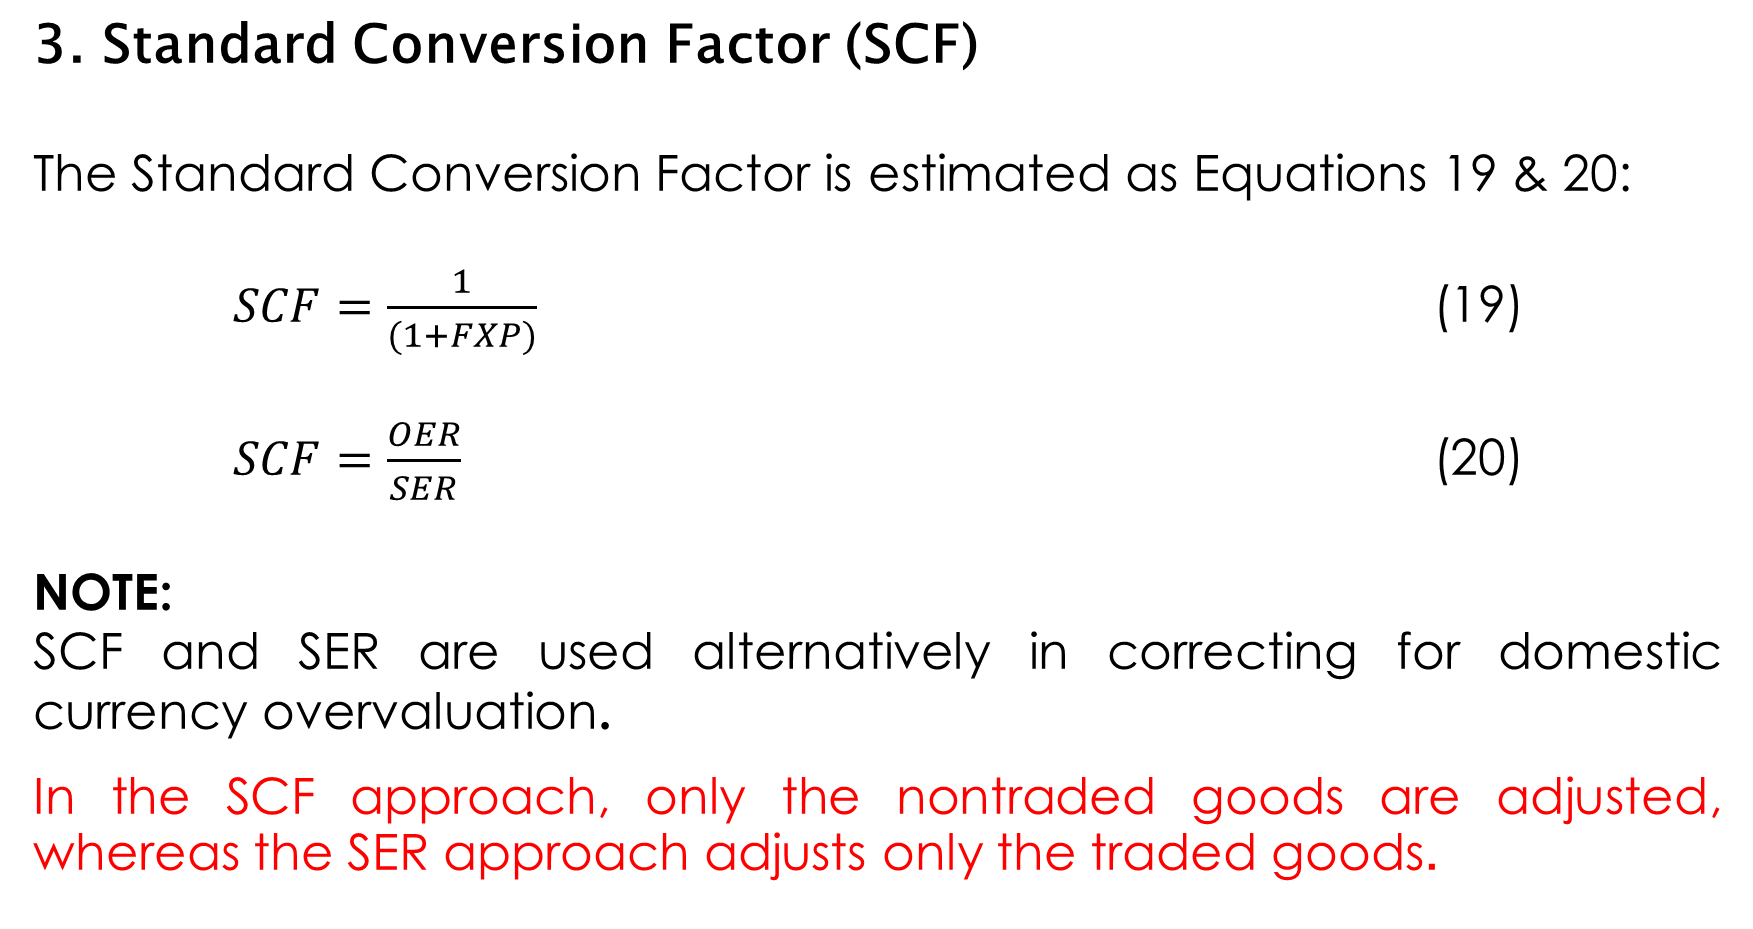 3. Standard Conversion Factor (SCF)
The Standard Conversion Factor is estimated as Equations 19 & 20:
SCF = 1/(1+FXP) (19)
SCF = OER/SER (20)
NOTE:
SCF and SER are used alternatively in correcting for domestic
currency overvaluation.
In the SCF approach, only the nontraded goods are adjusted,
whereas the SER approach adjusts only the traded goods.